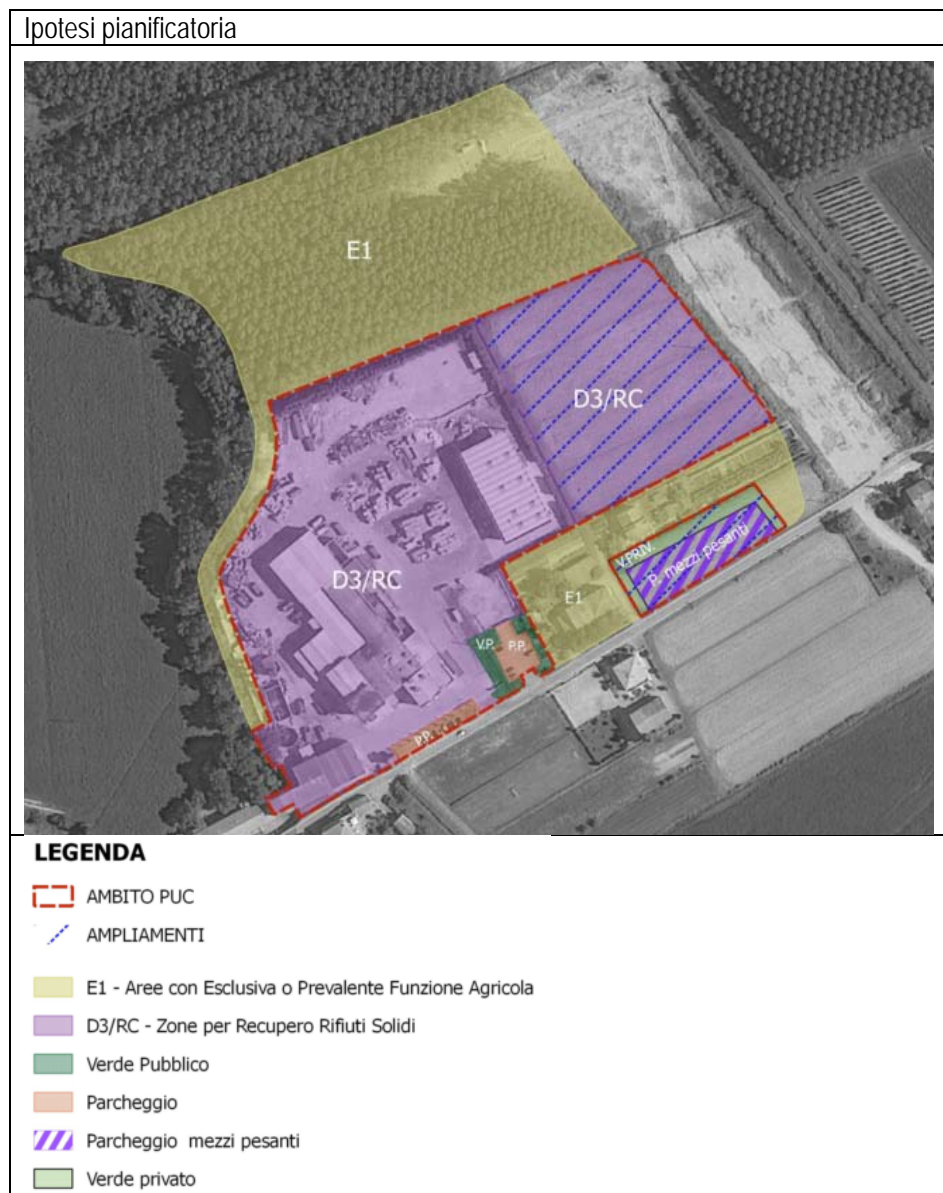 Ipotesi pianificatoria
E1
D3/RC
D3/RC
V.PRIV.
P. mezzi pesanti
E1
V.P.
P.P.
P.P.
LEGENDA
AMBITO PUC
AMPLIAMENTI
E1 - Aree con Esclusiva o Prevalente Funzione Agricola
D3/RC - Zone per Recupero Rifiuti Solidi
Verde Pubblico
Parcheggio
Parcheggio mezzi pesanti
Verde privato